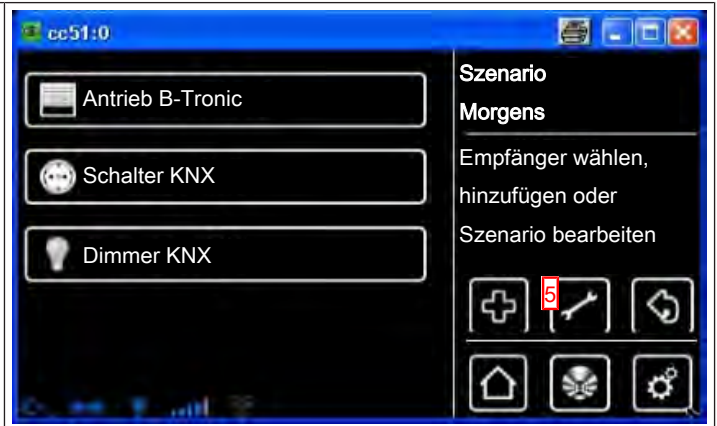 cc51:0
Antrieb B-Tronic
Schalter KNX
Dimmer KNX
Szenario
Morgens
Empfänger wählen,
hinzufügen oder
Szenario bearbeiten
5